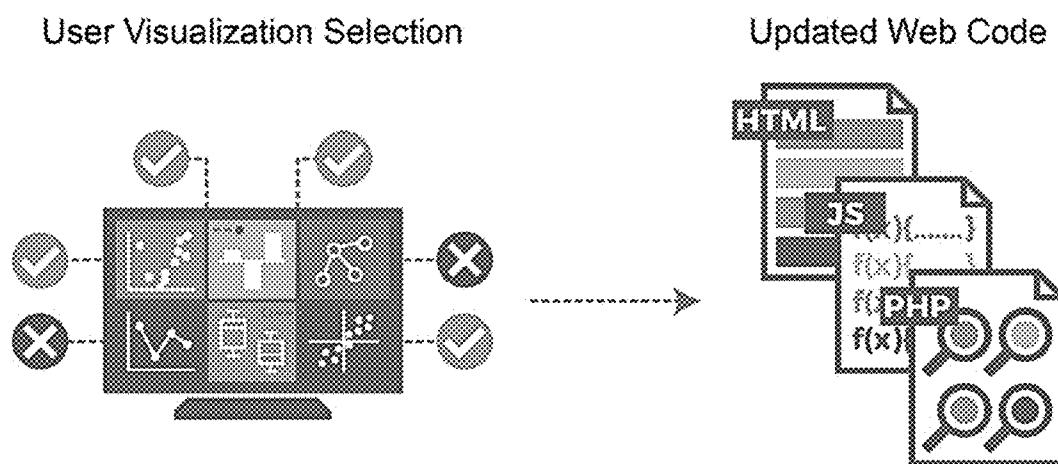 User Visualization Selection
Updated Web Code
HTML
JS
f(x){.......}
f(x){
PHP
f(x){